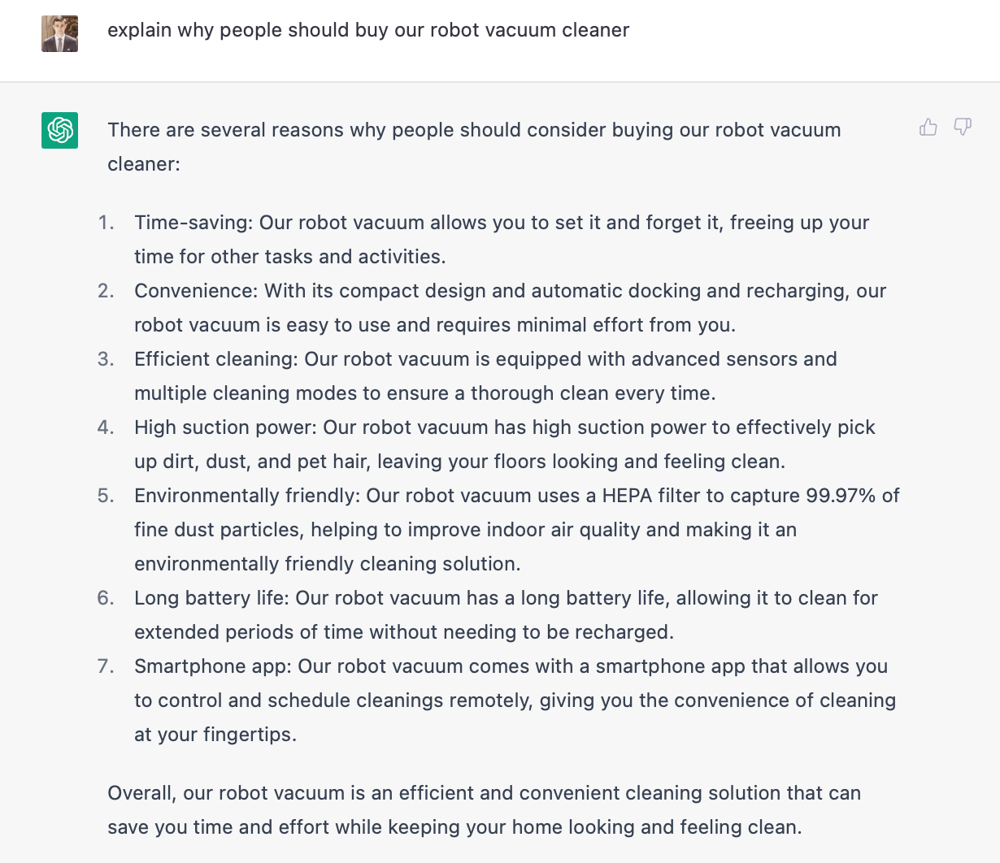 explain why people should buy our robot vacuum cleaner
There are several reasons why people should consider buying our robot vacuum
cleaner:
1. Time-saving: Our robot vacuum allows you to set it and forget it, freeing up your
time for other tasks and activities.
2. Convenience: With its compact design and automatic docking and recharging, our
robot vacuum is easy to use and requires minimal effort from you.
3. Efficient cleaning: Our robot vacuum is equipped with advanced sensors and
multiple cleaning modes to ensure a thorough clean every time.
4. High suction power: Our robot vacuum has high suction power to effectively pick
up dirt, dust, and pet hair, leaving your floors looking and feeling clean.
5. Environmentally friendly: Our robot vacuum uses a HEPA filter to capture 99.97% of
fine dust particles, helping to improve indoor air quality and making it an
environmentally friendly cleaning solution.
6. Long battery life: Our robot vacuum has a long battery life, allowing it to clean for
extended periods of time without needing to be recharged.
7. Smartphone app: Our robot vacuum comes with a smartphone app that allows you
to control and schedule cleanings remotely, giving you the convenience of cleaning
at your fingertips.
Overall, our robot vacuum is an efficient and convenient cleaning solution that can
save you time and effort while keeping your home looking and feeling clean.